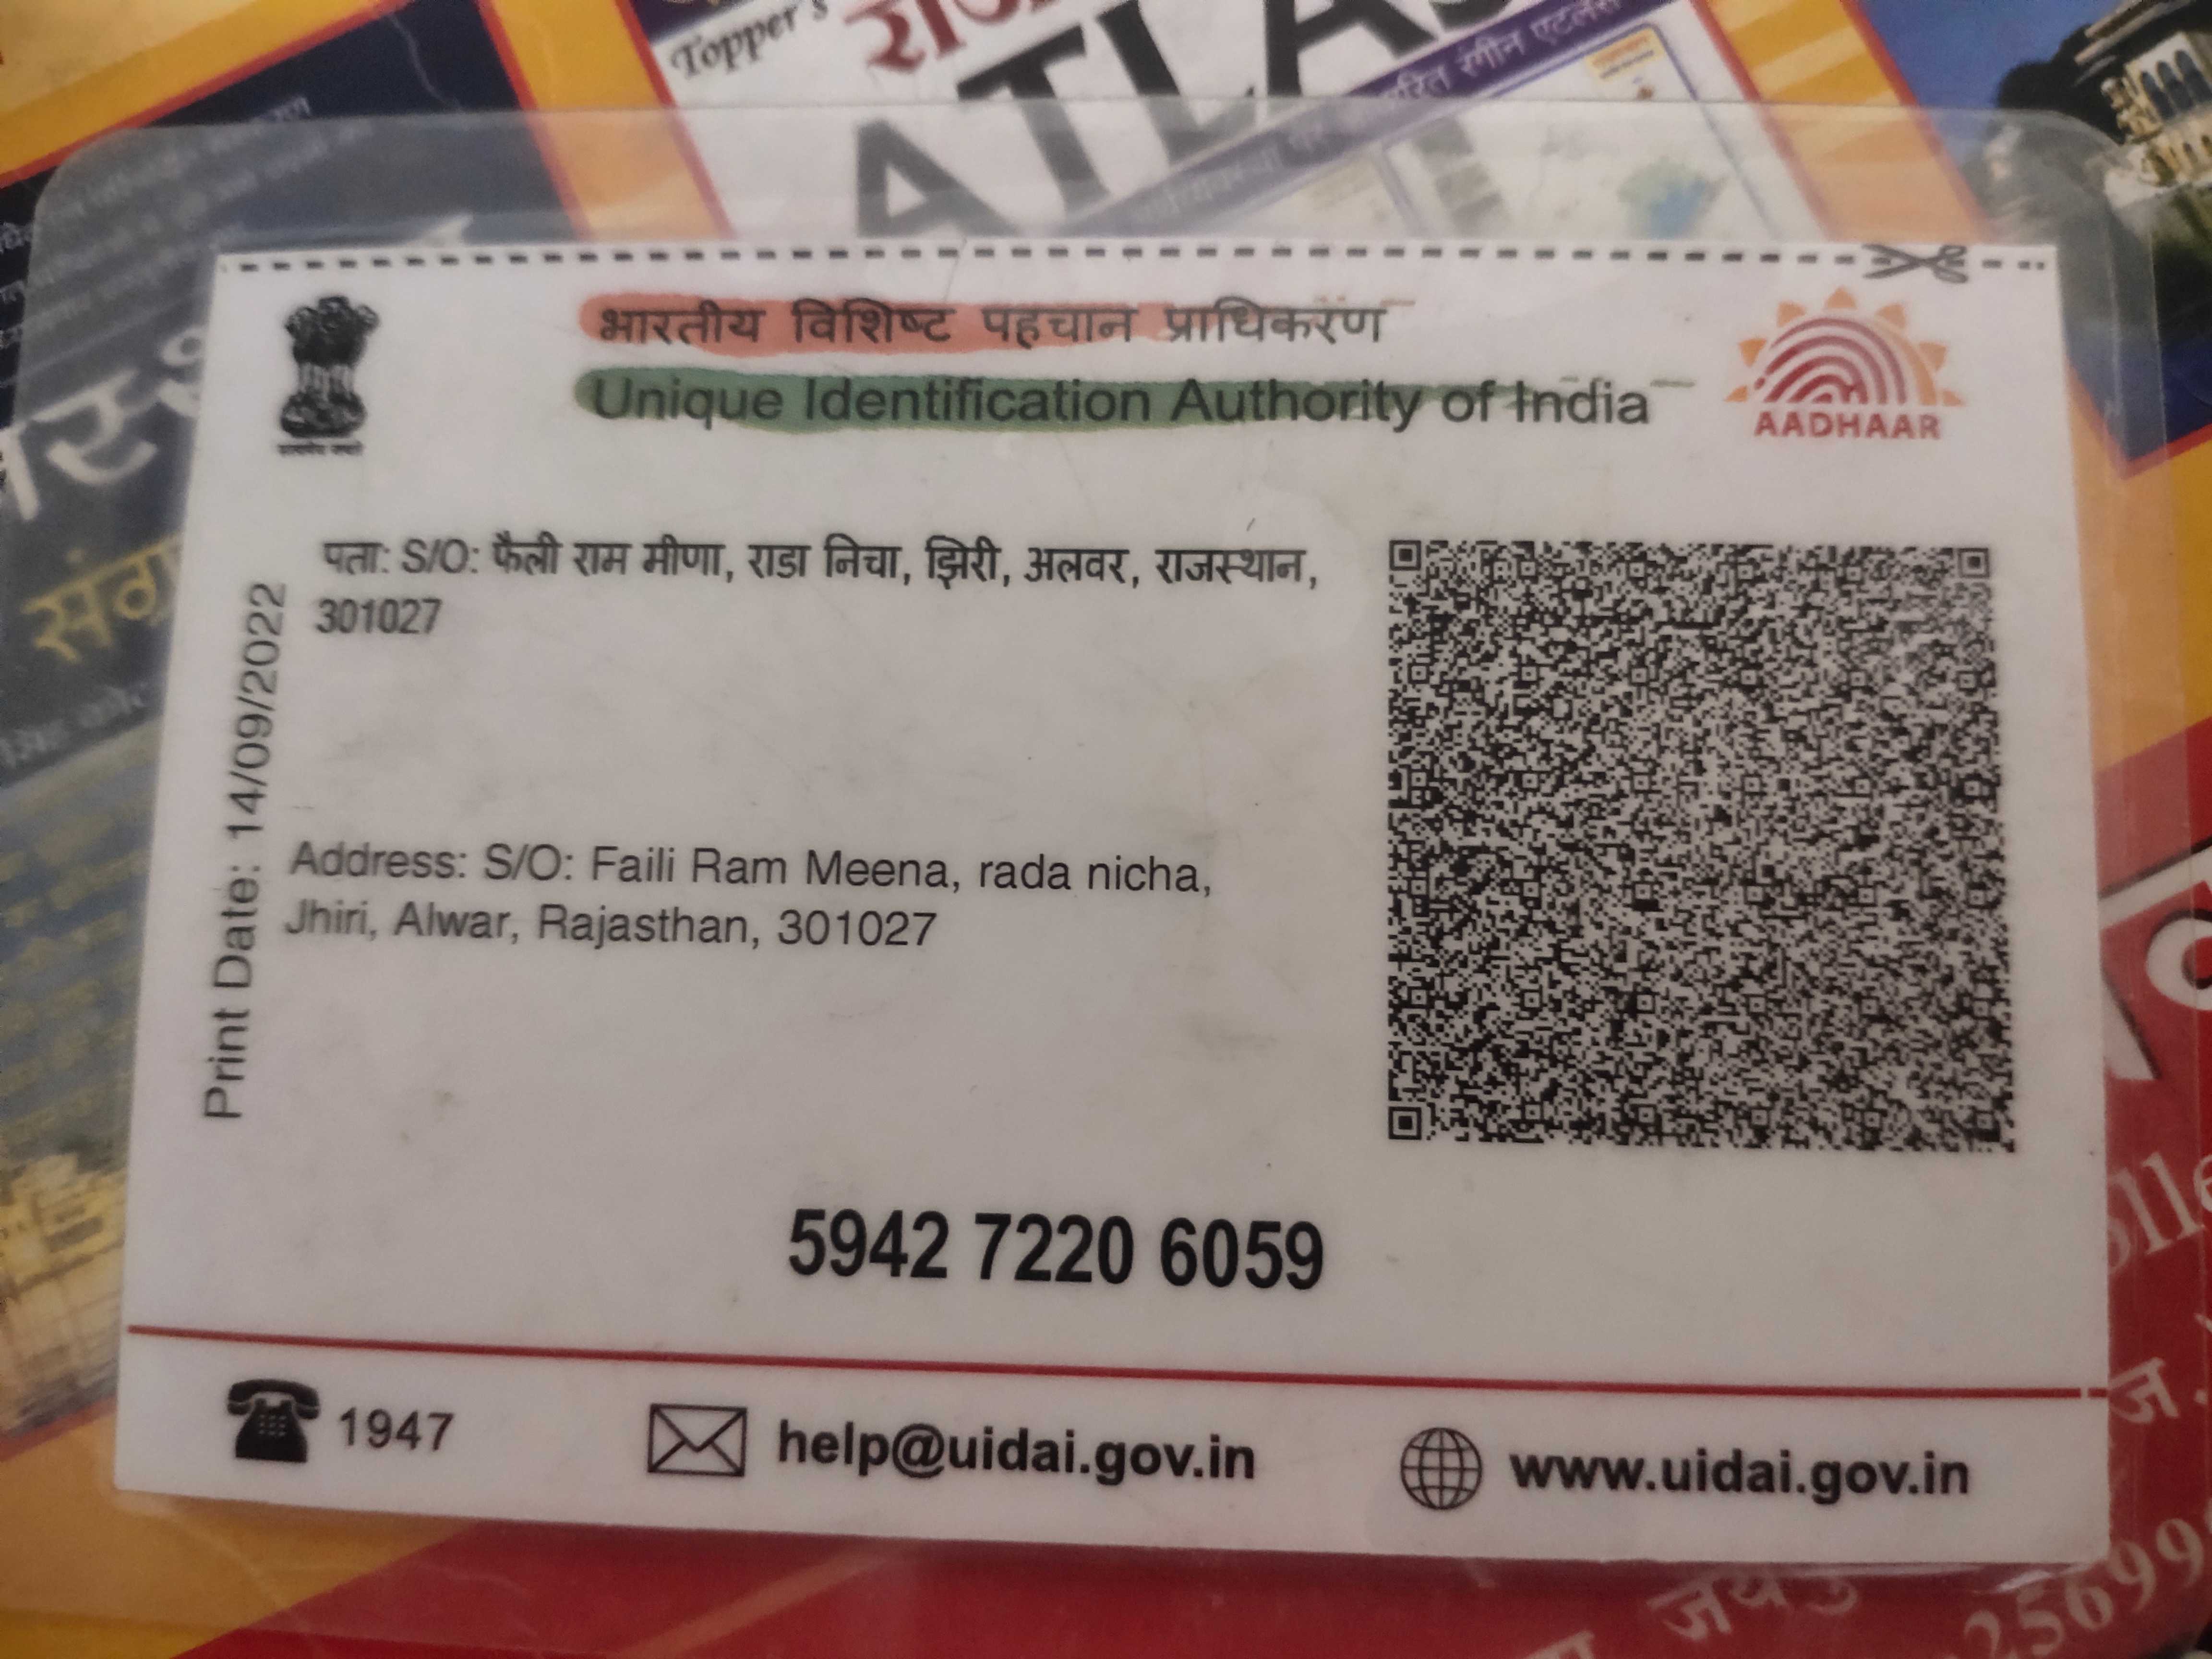 Topper's
ATLAS
रंगीन एटलस
भारतीय विशिष्ट पहचान प्राधिकरण
Unique Identification Authority of India
AADHAAR
पता: S/O: फैली राम मीणा, राडा निचा, झिरी, अलवर, राजस्थान,
301027
Print Date: 14/09/2022
Address: S/O: Faili Ram Meena, rada nicha,
Jhiri, Alwar, Rajasthan, 301027
5942 7220 6059
1947
help@uidai.gov.in
www.uidai.gov.in